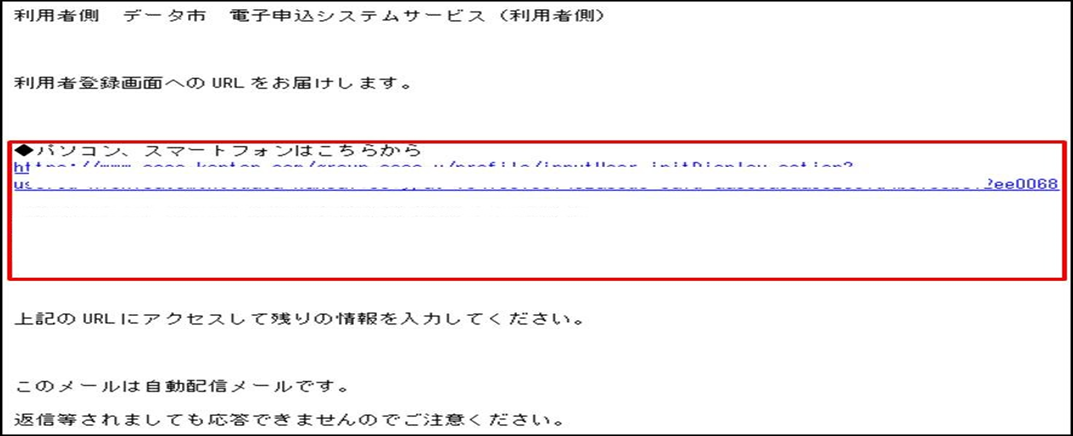 利用者側　データ市　電子申込システムサービス（利用者側）
利用者登録画面へのURLをお届けします。
◆パソコン、スマートフォンはこちらから
?ee0068
上記のURLにアクセスして残りの情報を入力してください。
このメールは自動配信メールです。
返信等されましても応答できませんのでご注意ください。